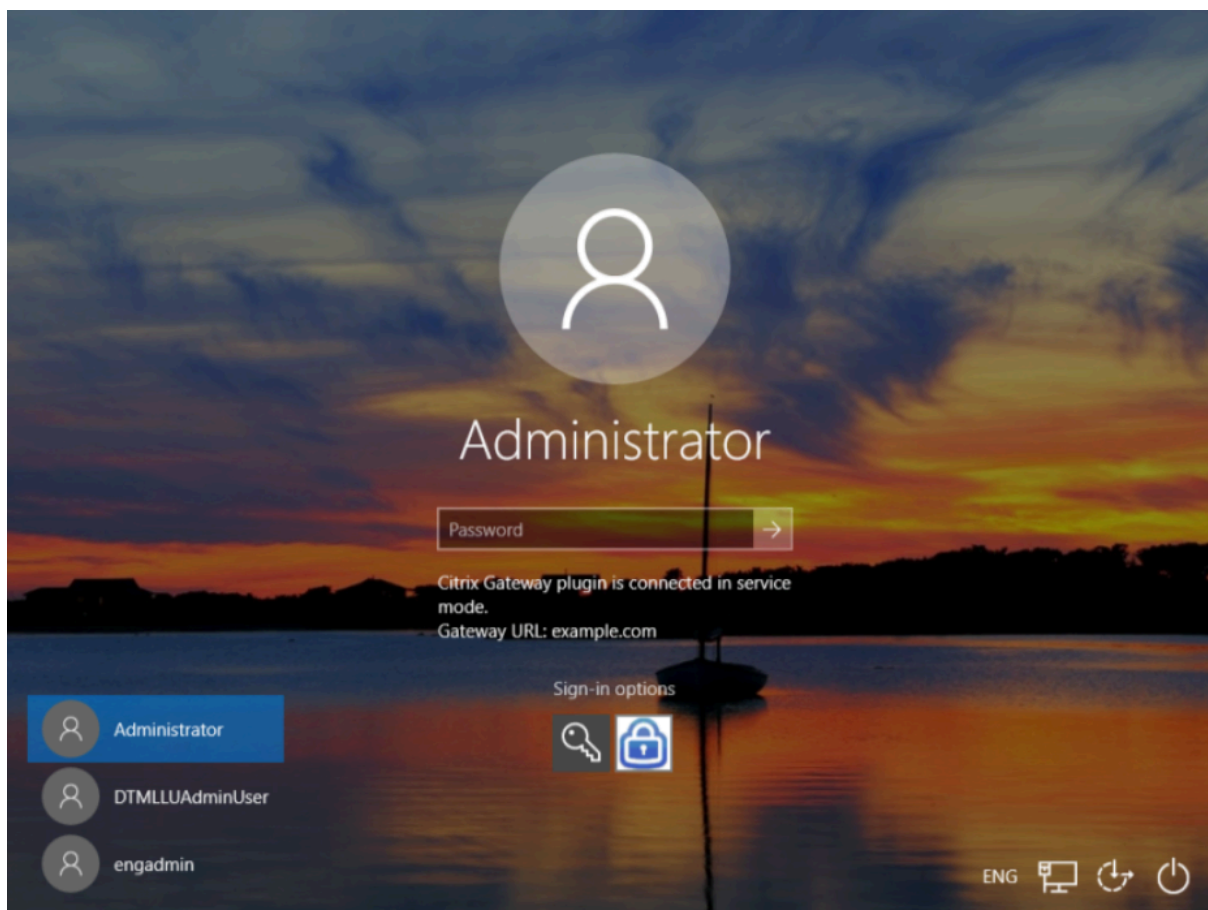 Administrator
Password
Citrix Gateway plugin is connected in service
mode.
Gateway URL: example.com
Sign-in options
Administrator
DTMLLUAdminUser
engadmin
ENG